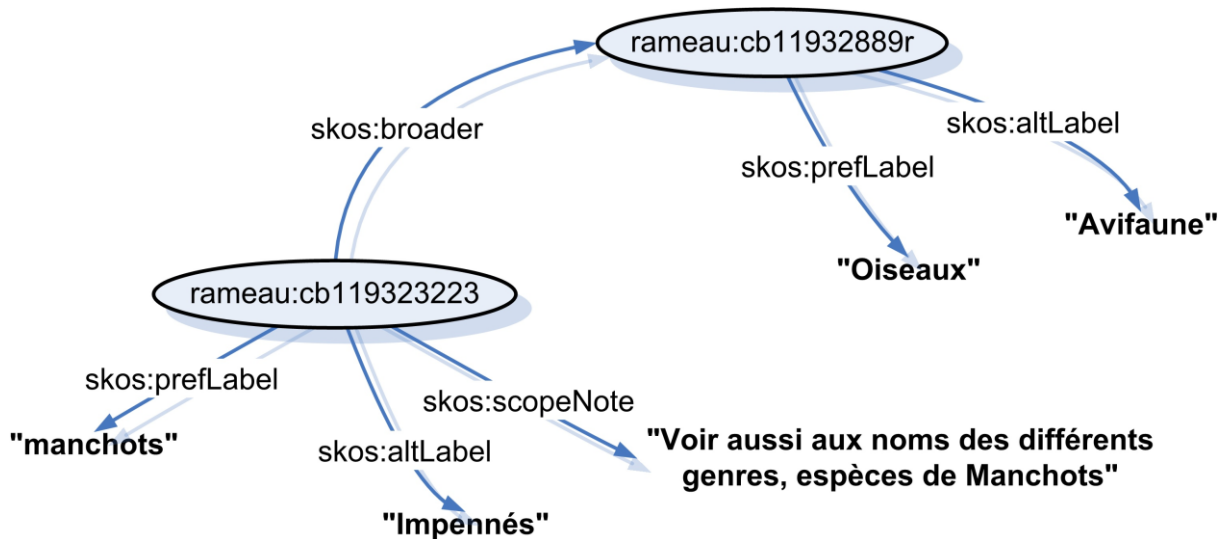 rameau:cb11932889r
skos:broader
skos:altLabel
skos:prefLabel
"Avifaune"
"Oiseaux"
rameau:cb119323223
skos:prefLabel
skos:scopeNote
"manchots"
skos:altLabel
"Voir aussi aux noms des différents
genres, espèces de Manchots"
"Impennés"